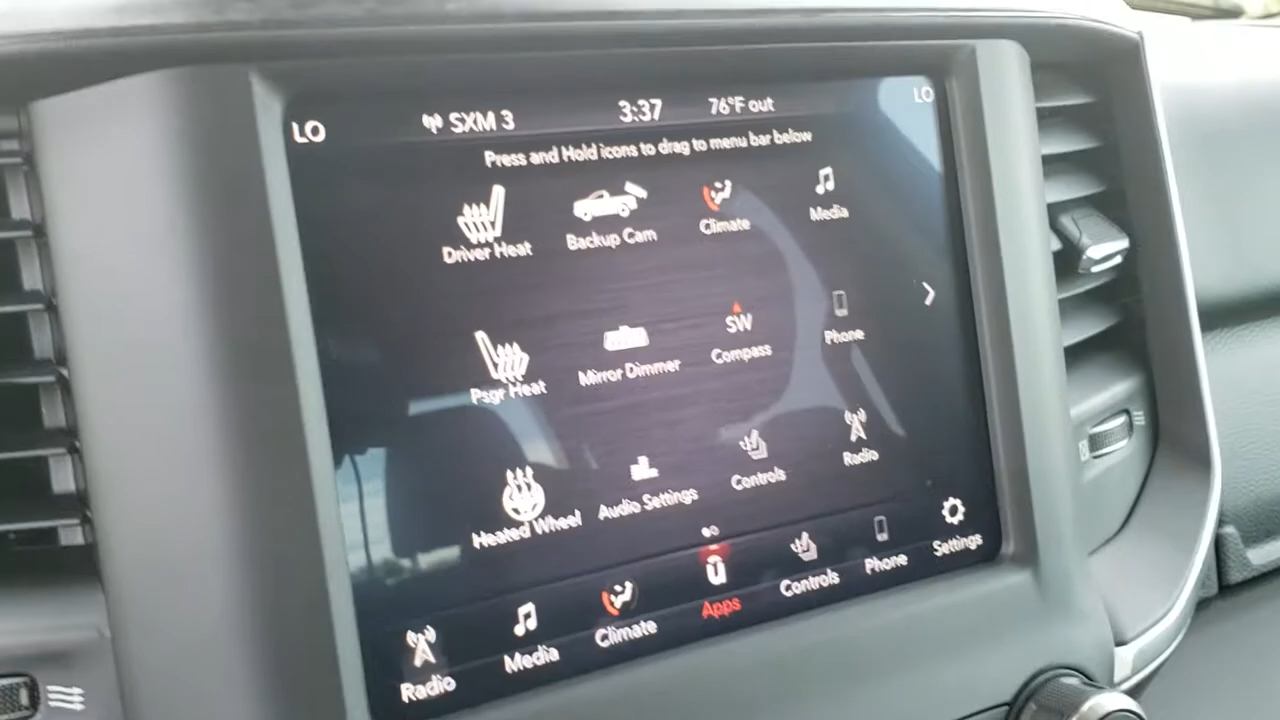 LO SXM 3 3:37 76°F out LO
Press and Hold icons to drag to menu bar below
Driver Heat Backup Cam Climate Media
SW
Psgr Heat Mirror Dimmer Compass Phone
Heated Wheel Audio Settings Controls Radio
Radio Media Climate Apps Controls Phone Settings